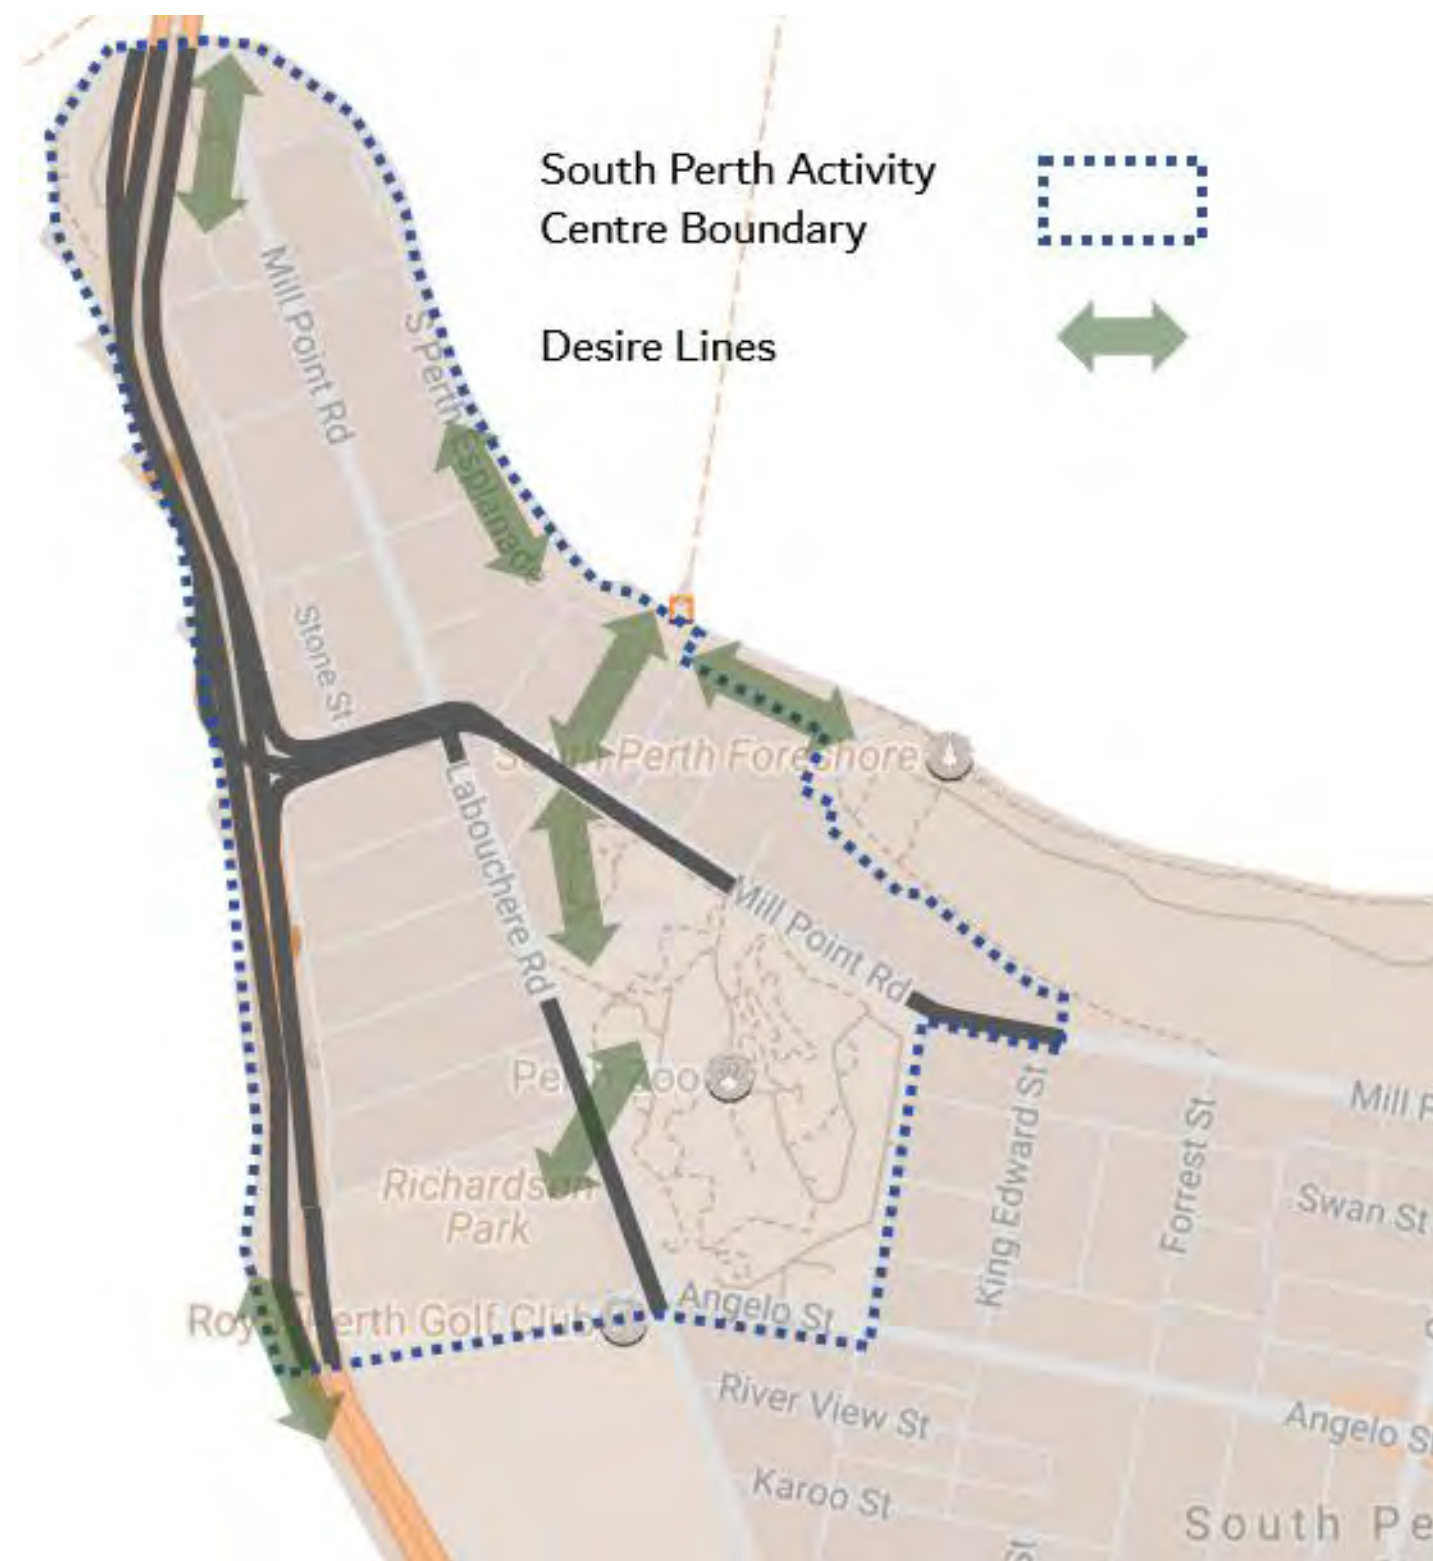 South Perth Activity
Centre Boundary
Desire Lines
Mill Point Rd
S Perth Esplanade
Stone St
South Perth Foreshore
Labouchere Rd
Mill Point Rd
Perth Zoo
Richardson
Park
King Edward St
Forrest St
Mill P
Swan St
Royal Perth Golf Club
Angelo St
River View St
Angelo S
Karoo St
South Pe
St